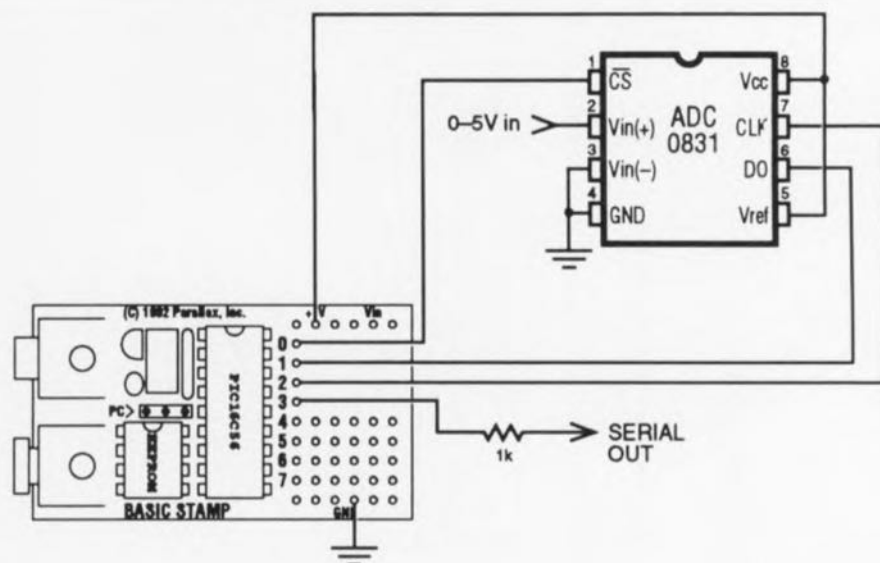 1
CS
2
Vin(+)
3
Vin(–)
4
GND
ADC
0831
8
Vcc
7
CLK
6
DO
5
Vref
0–5V in
(C) 1992 Parallax, Inc.
+ V
Vin
0
1
2
3
4
5
6
7
PC>
PIC16C56
EEPROM
BASIC STAMP
GND
1k
SERIAL
OUT